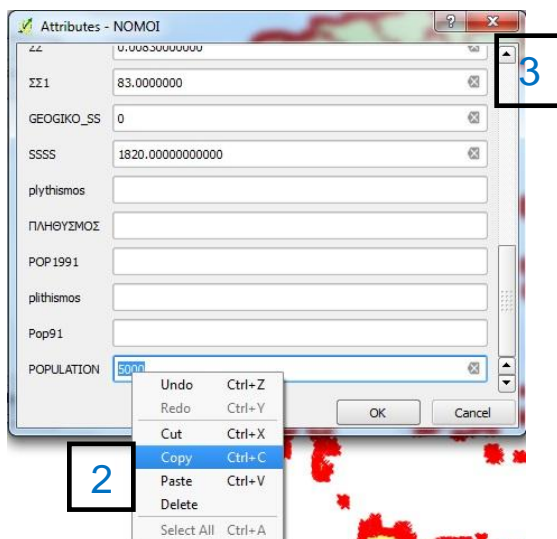 Attributes - NOMOI
ΣΣ 0.00830000000
3
ΣΣ1 83.0000000
GEOGIKO_SS 0
SSSS 1820.00000000000
plythismos
ΠΛΗΘΥΣΜΟΣ
POP1991
plithismos
Pop91
POPULATION 5000
Undo Ctrl+Z
Redo Ctrl+Y
OK Cancel
Cut Ctrl+X
2
Copy Ctrl+C
Paste Ctrl+V
Delete
Select All Ctrl+A